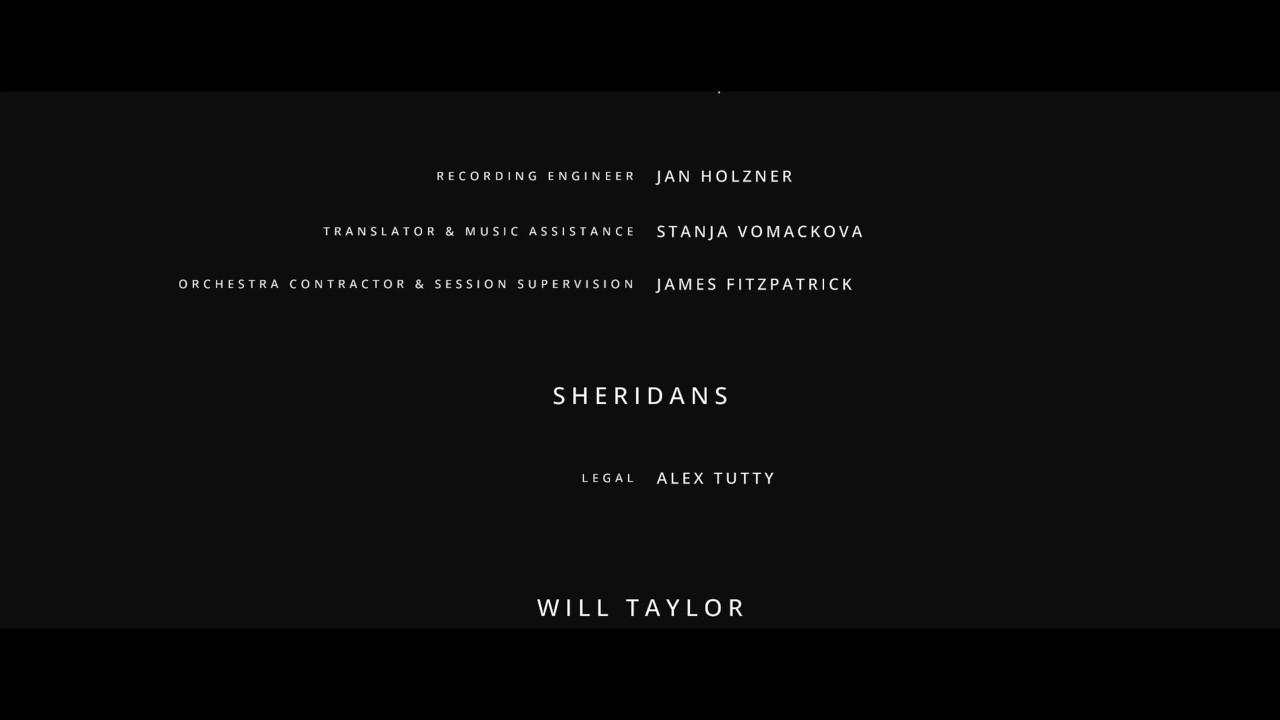 RECORDING ENGINEER JAN HOLZNER
TRANSLATOR & MUSIC ASSISTANCE STANJA VOMACKOVA
ORCHESTRA CONTRACTOR & SESSION SUPERVISION JAMES FITZPATRICK
SHERIDANS
LEGAL ALEX TUTTY
WILL TAYLOR